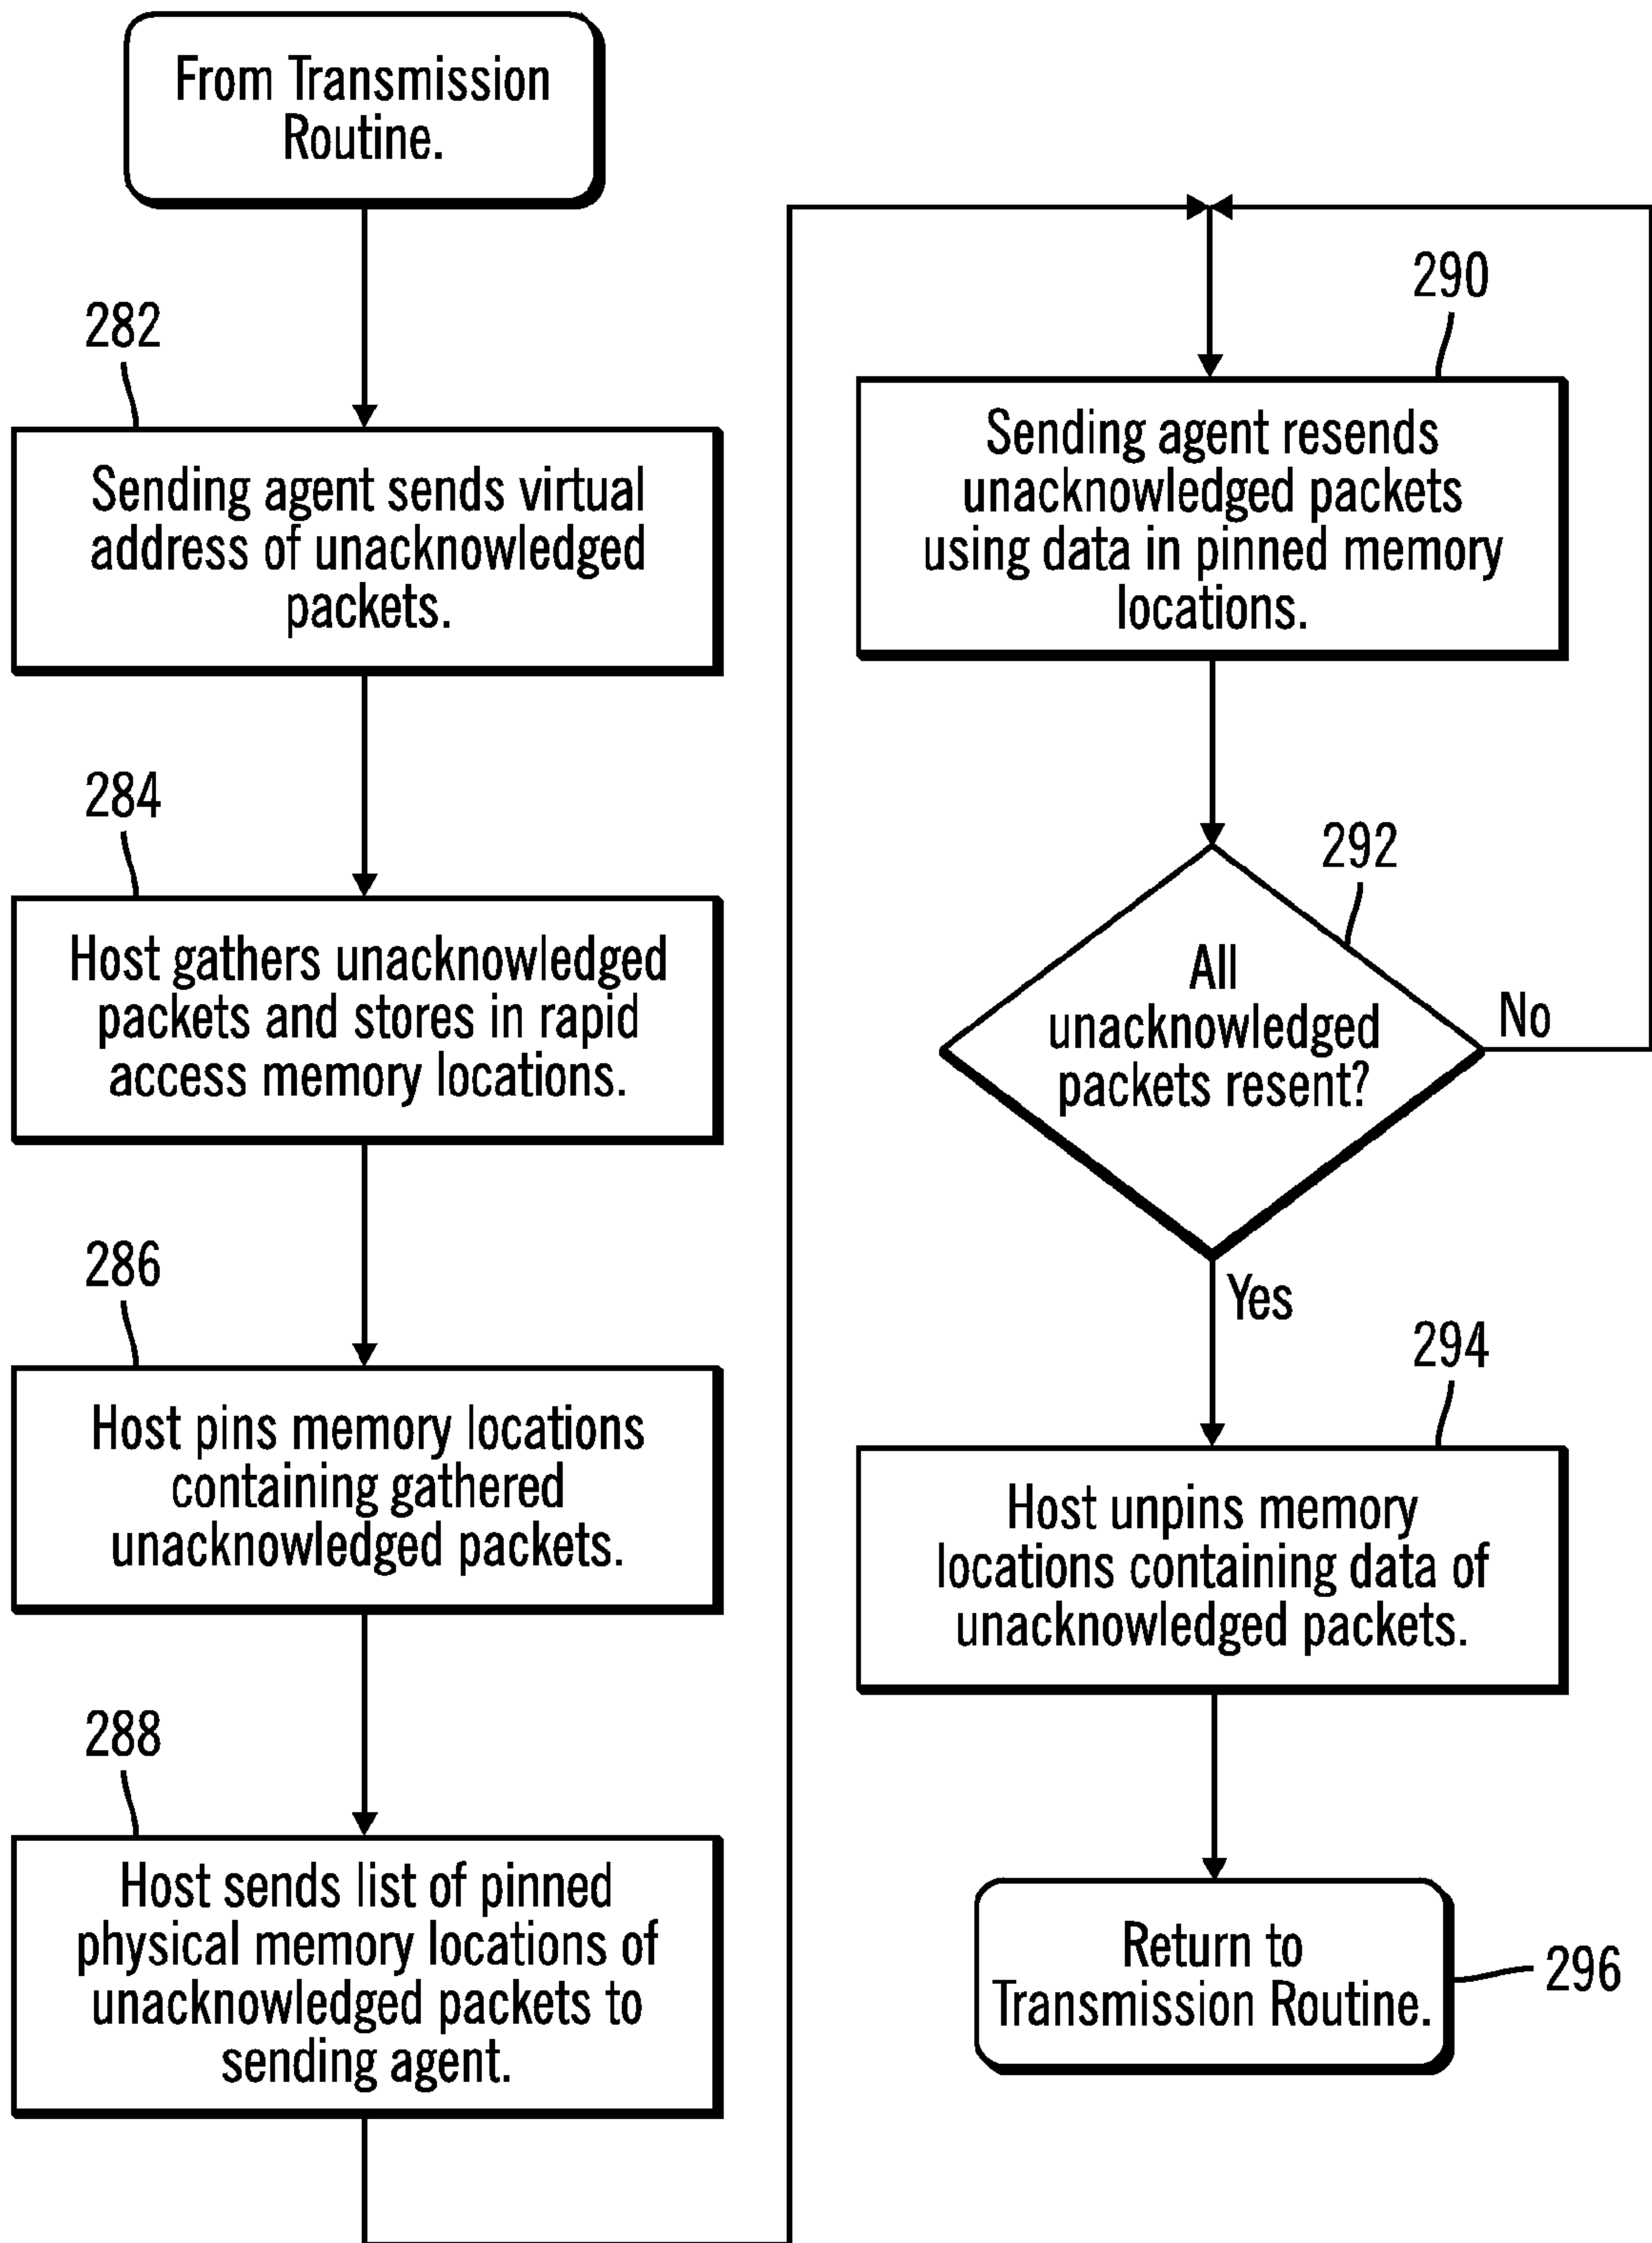 From Transmission
Routine.
282
Sending agent sends virtual
address of unacknowledged
packets.
284
Host gathers unacknowledged
packets and stores in rapid
access memory locations.
286
Host pins memory locations
containing gathered
unacknowledged packets.
288
Host sends list of pinned
physical memory locations of
unacknowledged packets to
sending agent.
290
Sending agent resends
unacknowledged packets
using data in pinned memory
locations.
292
All
unacknowledged
packets resent?
No
Yes
294
Host unpins memory
locations containing data of
unacknowledged packets.
Return to
Transmission Routine.
296